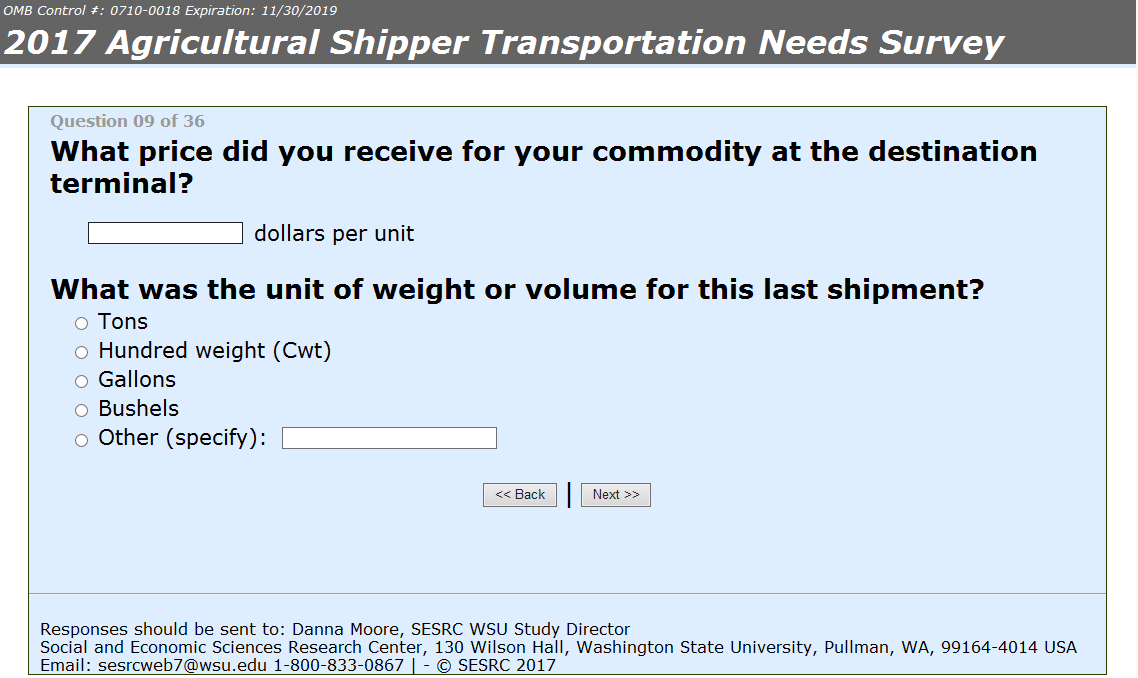 OMB Control #: 0710-0018 Expiration: 11/30/2019
2017 Agricultural Shipper Transportation Needs Survey
Question 09 of 36
What price did you receive for your commodity at the destination
terminal?
dollars per unit
What was the unit of weight or volume for this last shipment?
Tons
Hundred weight (Cwt)
Gallons
Bushels
Other (specify):
<< Back | Next >>
Responses should be sent to: Danna Moore, SESRC WSU Study Director
Social and Economic Sciences Research Center, 130 Wilson Hall, Washington State University, Pullman, WA, 99164-4014 USA
Email: sesrcweb7@wsu.edu 1-800-833-0867 | - © SESRC 2017